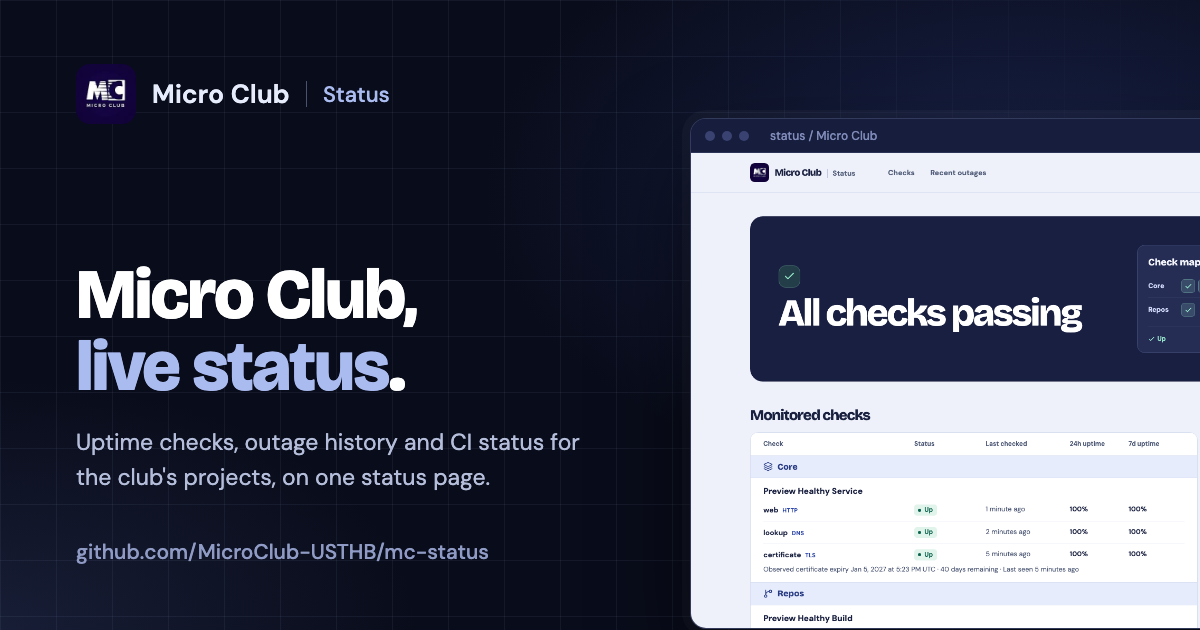 MC
MICRO CLUB
Micro Club
Status
Micro Club,
live status.
Uptime checks, outage history and CI status for
the club's projects, on one status page.
github.com/MicroClub-USTHB/mc-status
status / Micro Club
MC
Micro Club
Status
Checks
Recent outages
All checks passing
Check map
Core
Repos
Up
Monitored checks
Check Status Last checked 24h uptime 7d uptime
Core
Preview Healthy Service
web HTTP Up 1 minute ago 100% 100%
lookup DNS Up 2 minutes ago 100% 100%
certificate TLS Up 5 minutes ago 100% 100%
Observed certificate expiry Jan 5, 2027 at 5:23 PM UTC · 40 days remaining · Last seen 5 minutes ago
Repos
Preview Healthy Build